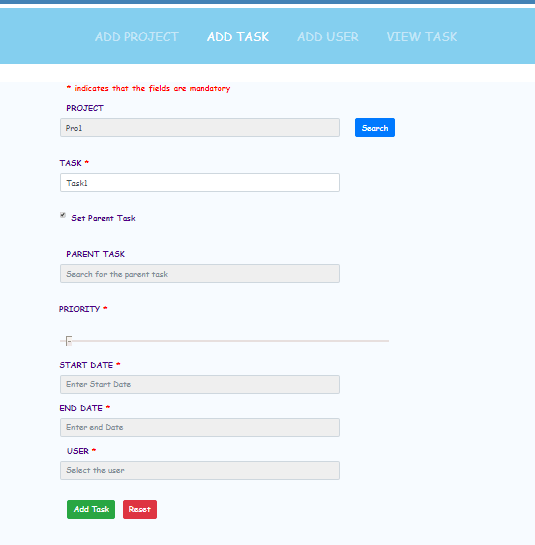 ADD PROJECT ADD TASK ADD USER VIEW TASK
* indicates that the fields are mandatory
PROJECT
Pro1 Search
TASK *
Task1
Set Parent Task
PARENT TASK
Search for the parent task
PRIORITY *
START DATE *
Enter Start Date
END DATE *
Enter end Date
USER *
Select the user
Add Task Reset